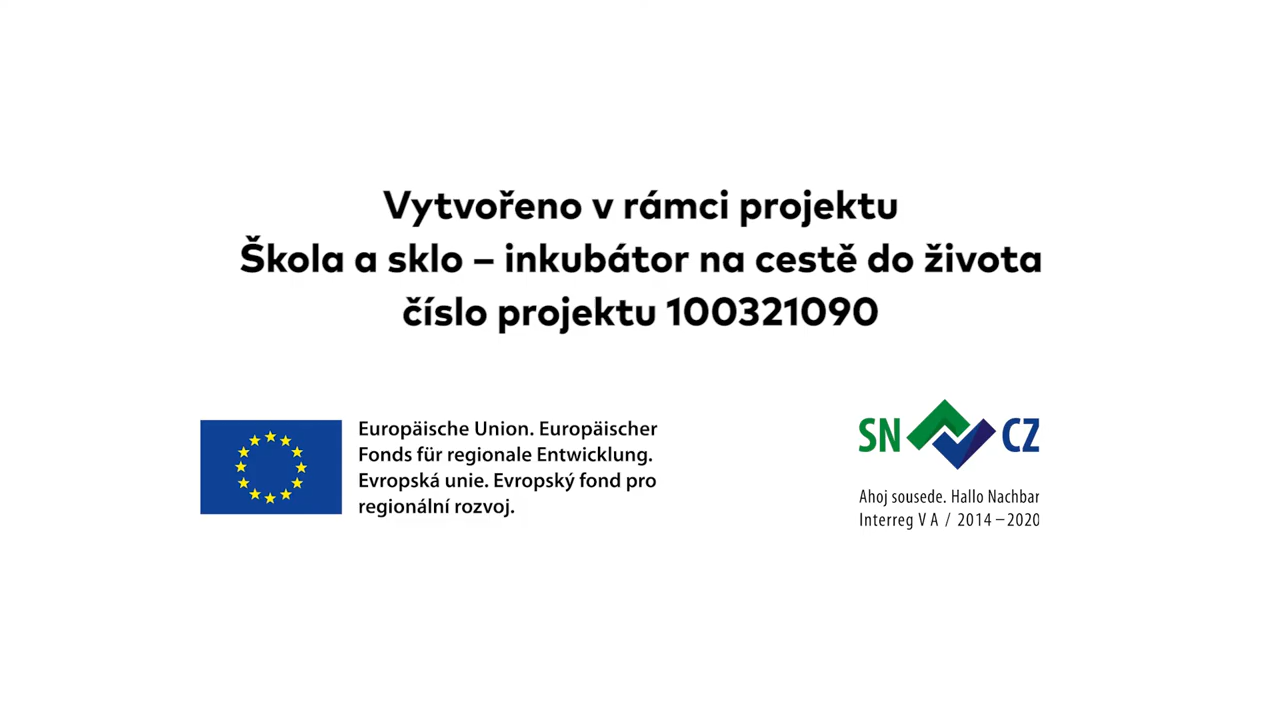 Vytvořeno v rámci projektu
Škola a sklo – inkubátor na cestě do života
číslo projektu 100321090
Europäische Union. Europäischer
Fonds für regionale Entwicklung.
Evropská unie. Evropský fond pro
regionální rozvoj.
SN CZ
Ahoj sousede. Hallo Nachbar
Interreg V A / 2014 – 2020